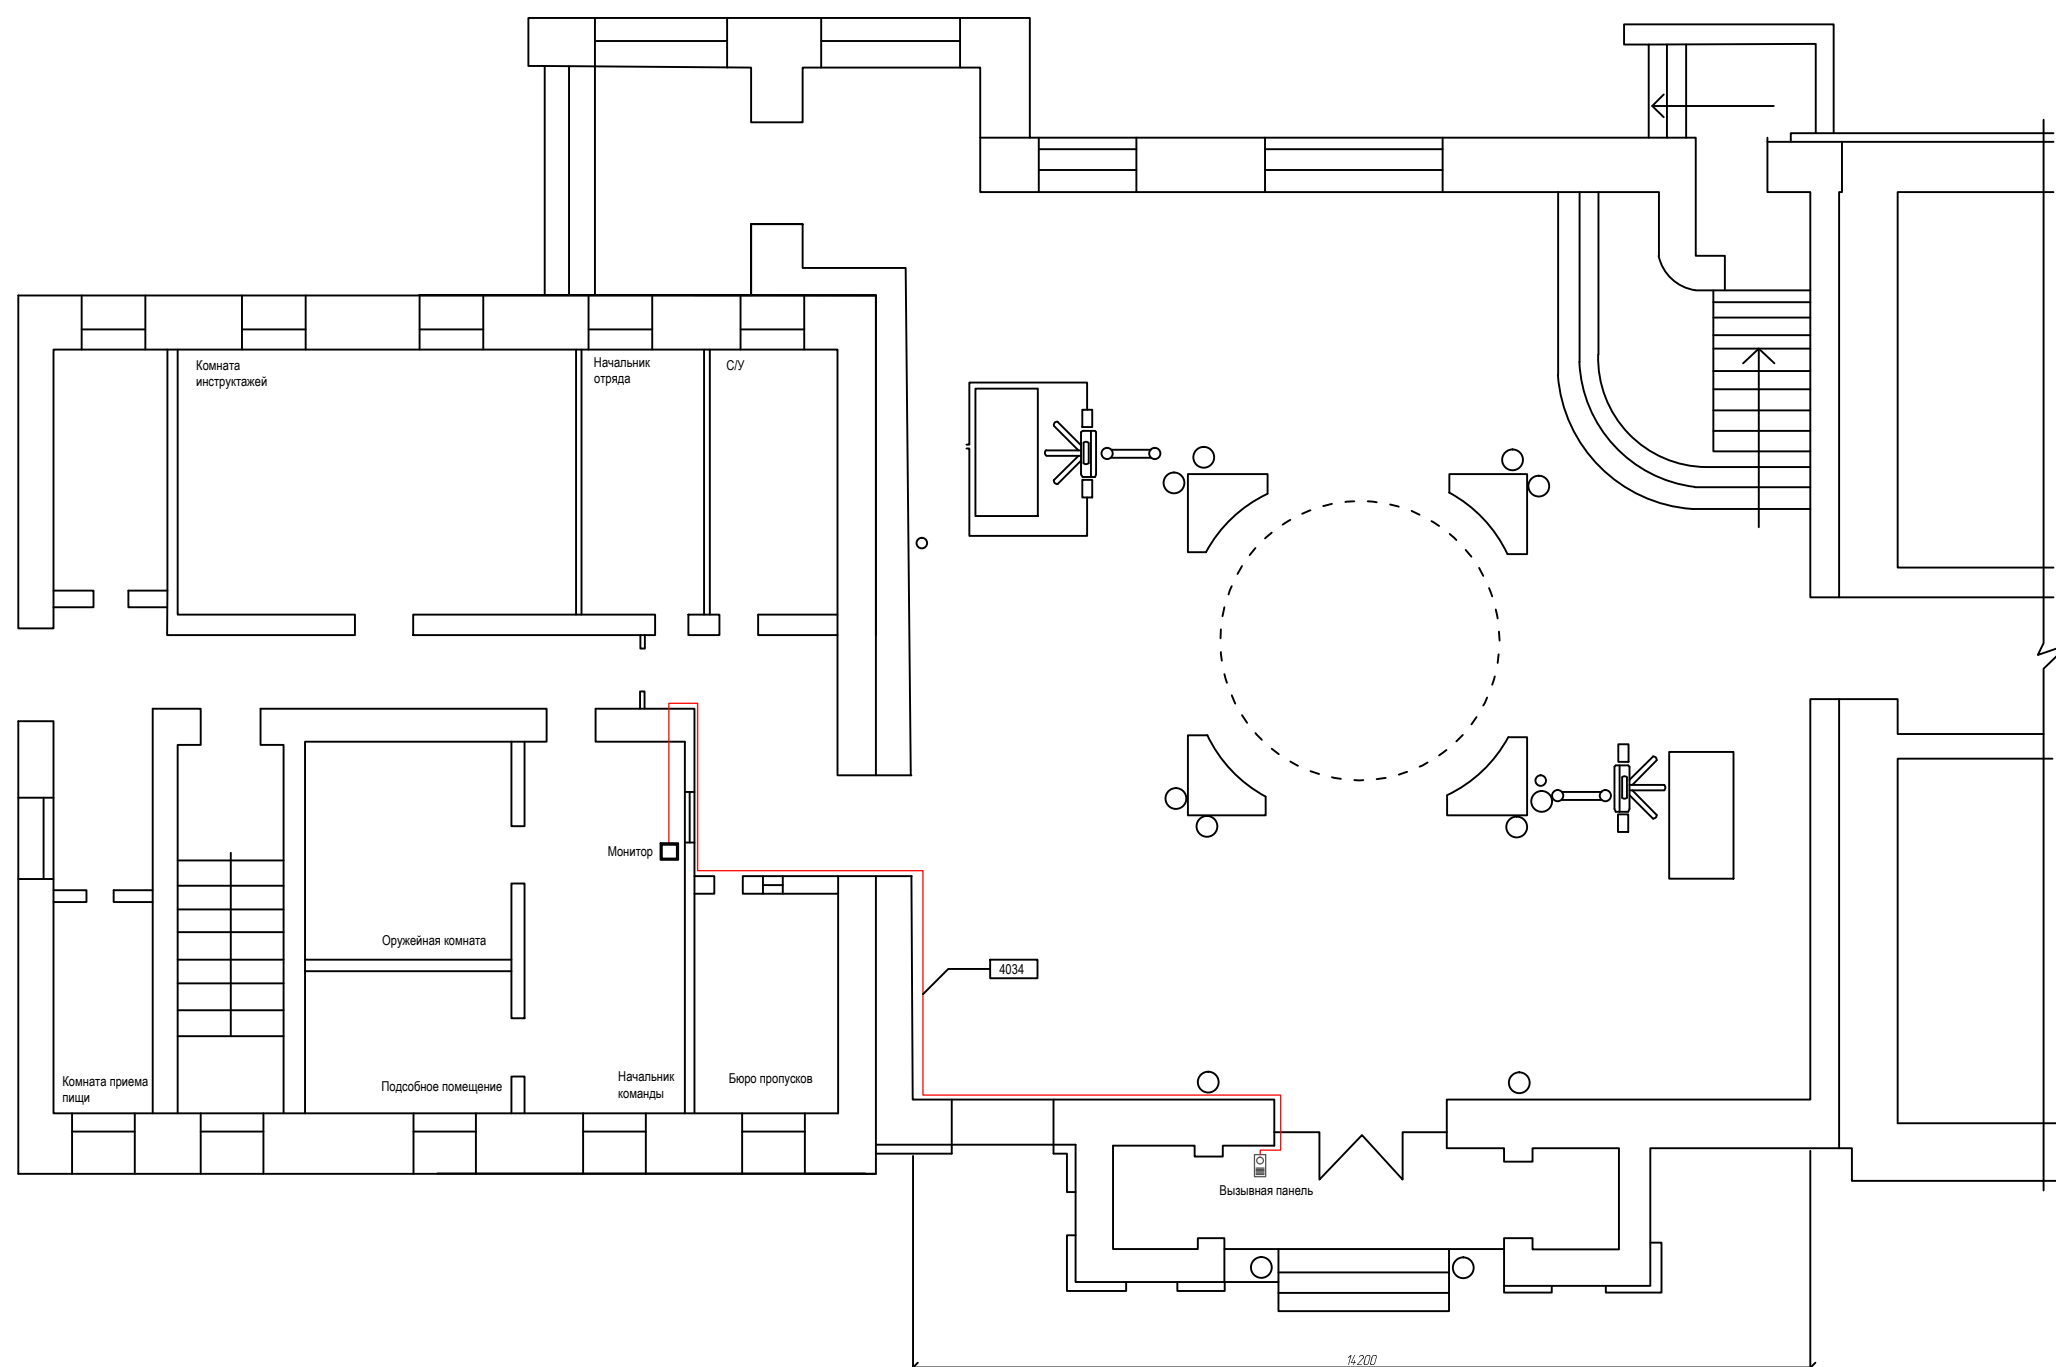 Комната
инструктажей
Начальник
отряда
С/У
Монитор
Оружейная комната
4034
Комната приема
пищи
Подсобное помещение
Начальник
команды
Бюро пропусков
Вызывная панель
14200